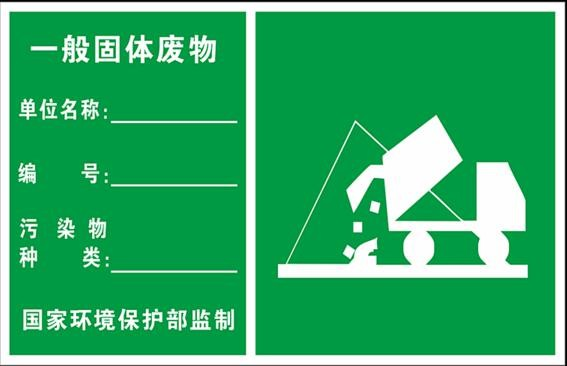 一般固体废物
单位名称:
编 号:
污 染 物
种 类:
国家环境保护部监制